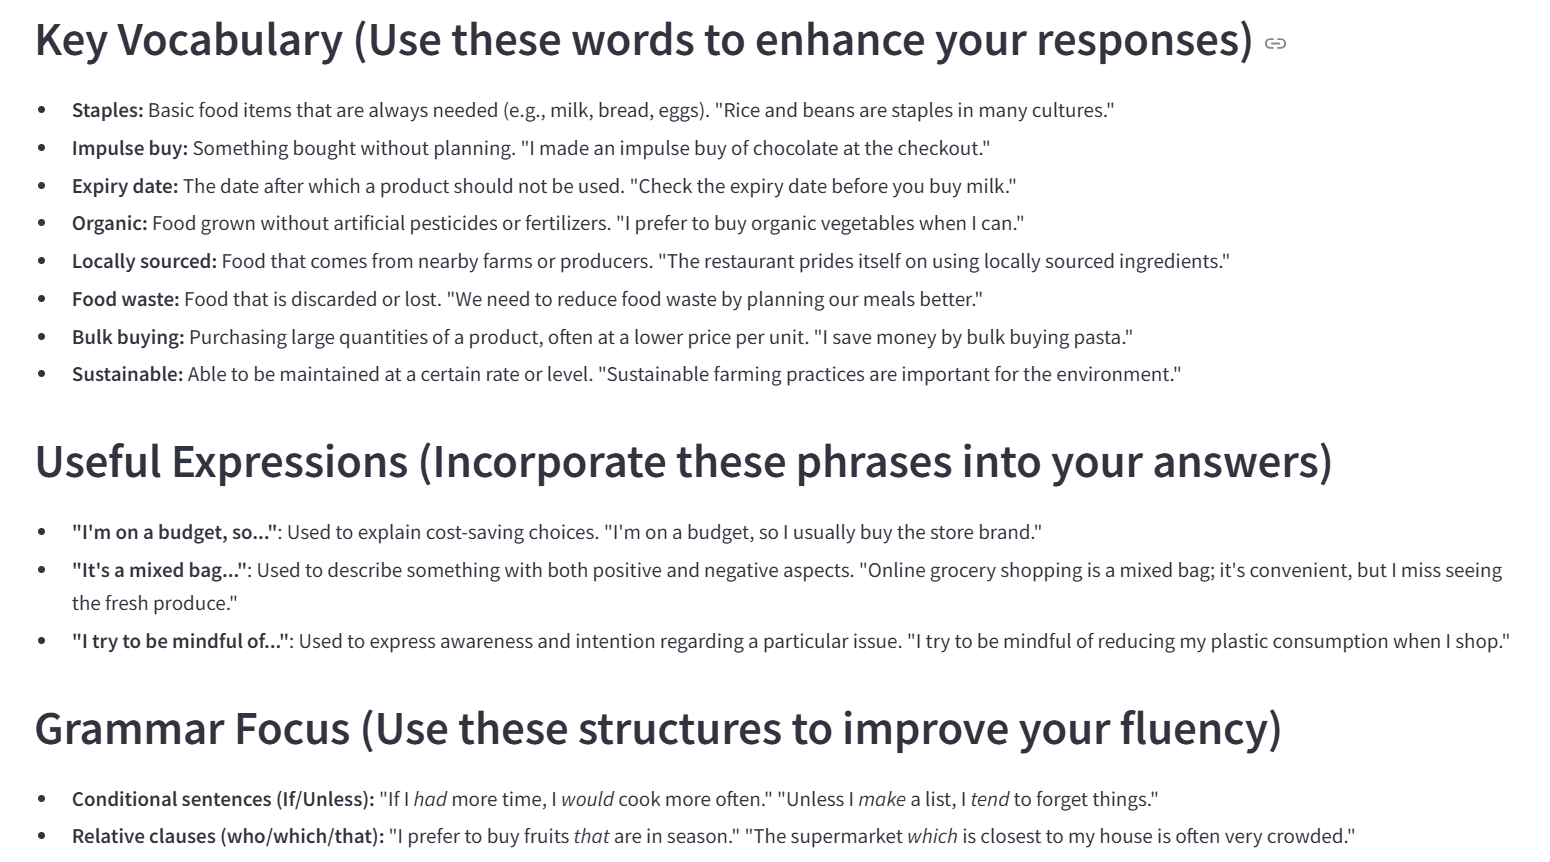 Key Vocabulary (Use these words to enhance your responses)
• Staples: Basic food items that are always needed (e.g., milk, bread, eggs). "Rice and beans are staples in many cultures."
• Impulse buy: Something bought without planning. "I made an impulse buy of chocolate at the checkout."
• Expiry date: The date after which a product should not be used. "Check the expiry date before you buy milk."
• Organic: Food grown without artificial pesticides or fertilizers. "I prefer to buy organic vegetables when I can."
• Locally sourced: Food that comes from nearby farms or producers. "The restaurant prides itself on using locally sourced ingredients."
• Food waste: Food that is discarded or lost. "We need to reduce food waste by planning our meals better."
• Bulk buying: Purchasing large quantities of a product, often at a lower price per unit. "I save money by bulk buying pasta."
• Sustainable: Able to be maintained at a certain rate or level. "Sustainable farming practices are important for the environment."
Useful Expressions (Incorporate these phrases into your answers)
• "I'm on a budget, so...": Used to explain cost-saving choices. "I'm on a budget, so I usually buy the store brand."
• "It's a mixed bag...": Used to describe something with both positive and negative aspects. "Online grocery shopping is a mixed bag; it's convenient, but I miss seeing
the fresh produce."
• "I try to be mindful of...": Used to express awareness and intention regarding a particular issue. "I try to be mindful of reducing my plastic consumption when I shop."
Grammar Focus (Use these structures to improve your fluency)
• Conditional sentences (If/Unless): "If I had more time, I would cook more often." "Unless I make a list, I tend to forget things."
• Relative clauses (who/which/that): "I prefer to buy fruits that are in season." "The supermarket which is closest to my house is often very crowded."